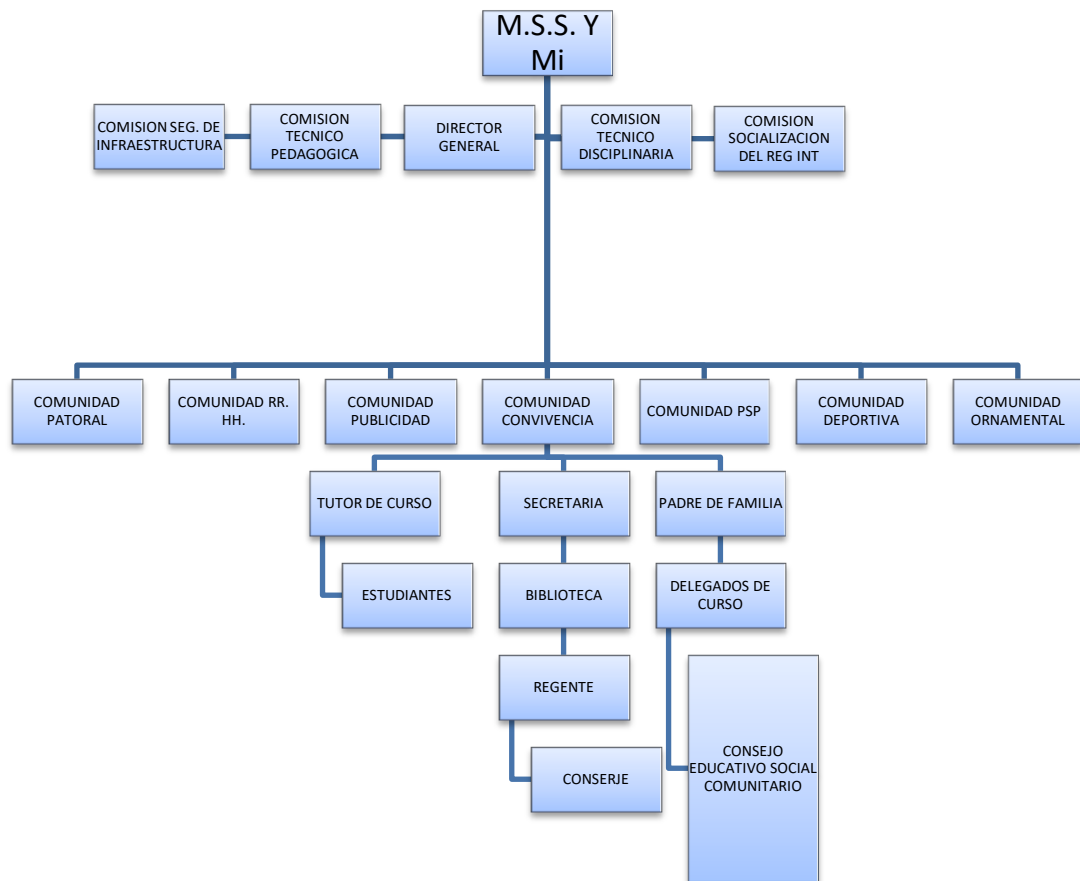 M.S.S. Y
Mi
COMISION SEG. DE
INFRAESTRUCTURA
COMISION
TECNICO
PEDAGOGICA
DIRECTOR
GENERAL
COMISION
TECNICO
DISCIPLINARIA
COMISION
SOCIALIZACION
DEL REG INT
COMUNIDAD
PATORAL
COMUNIDAD RR.
HH.
COMUNIDAD
PUBLICIDAD
COMUNIDAD
CONVIVENCIA
COMUNIDAD PSP
COMUNIDAD
DEPORTIVA
COMUNIDAD
ORNAMENTAL
TUTOR DE CURSO
SECRETARIA
PADRE DE FAMILIA
ESTUDIANTES
BIBLIOTECA
DELEGADOS DE
CURSO
REGENTE
CONSERJE
CONSEJO
EDUCATIVO SOCIAL
COMUNITARIO